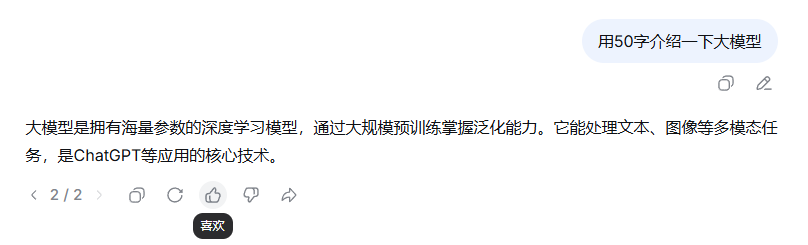 用50字介绍一下大模型
大模型是拥有海量参数的深度学习模型，通过大规模预训练掌握泛化能力。它能处理文本、图像等多模态任
务，是ChatGPT等应用的核心技术。
2 / 2
喜欢